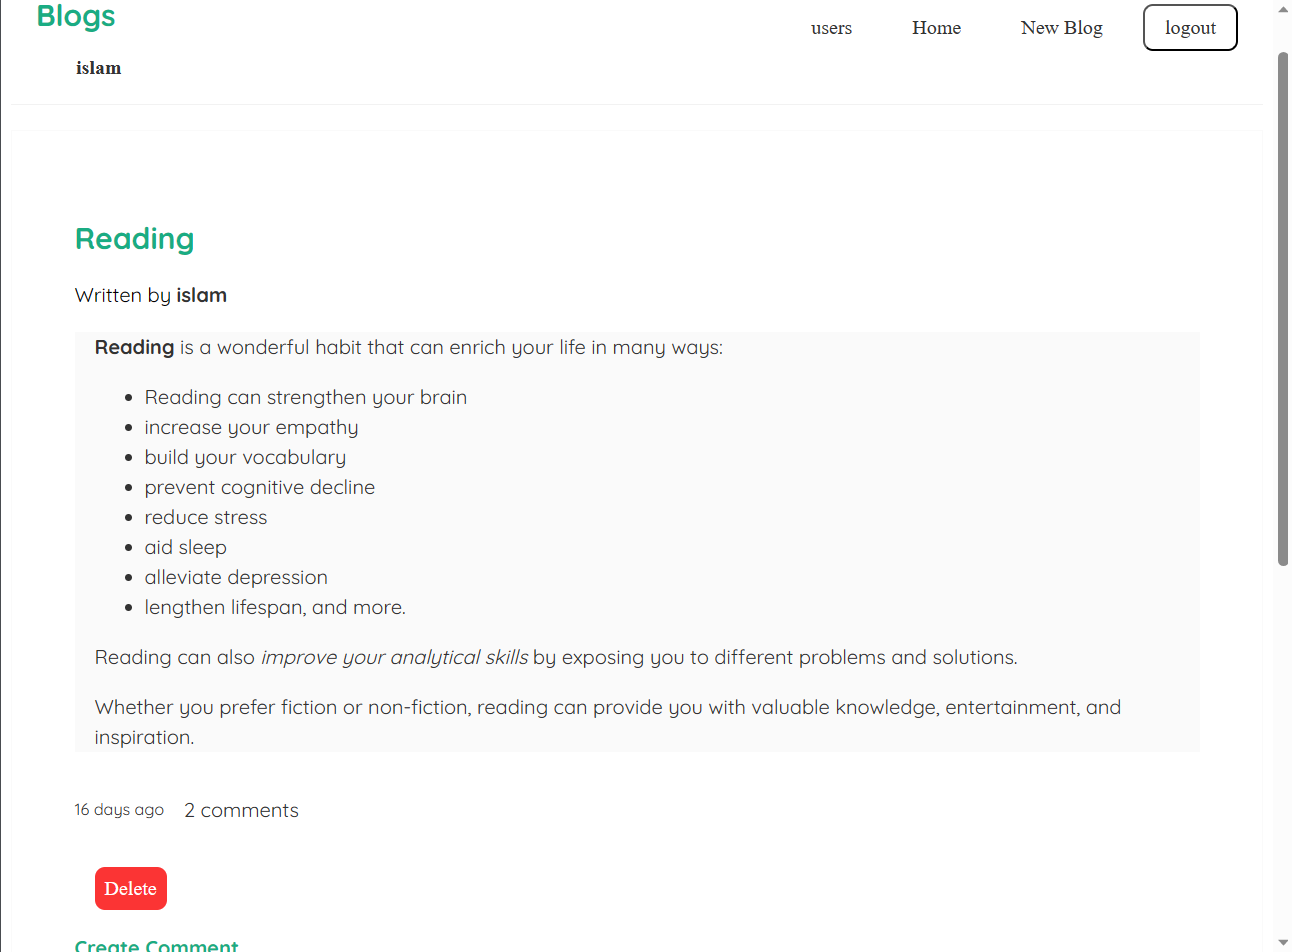 Blogs
users Home New Blog logout
islam
Reading
Written by islam
Reading is a wonderful habit that can enrich your life in many ways:
Reading can strengthen your brain
increase your empathy
build your vocabulary
prevent cognitive decline
reduce stress
aid sleep
alleviate depression
lengthen lifespan, and more.
Reading can also improve your analytical skills by exposing you to different problems and solutions.
Whether you prefer fiction or non-fiction, reading can provide you with valuable knowledge, entertainment, and
inspiration.
16 days ago 2 comments
Delete
Create Comment